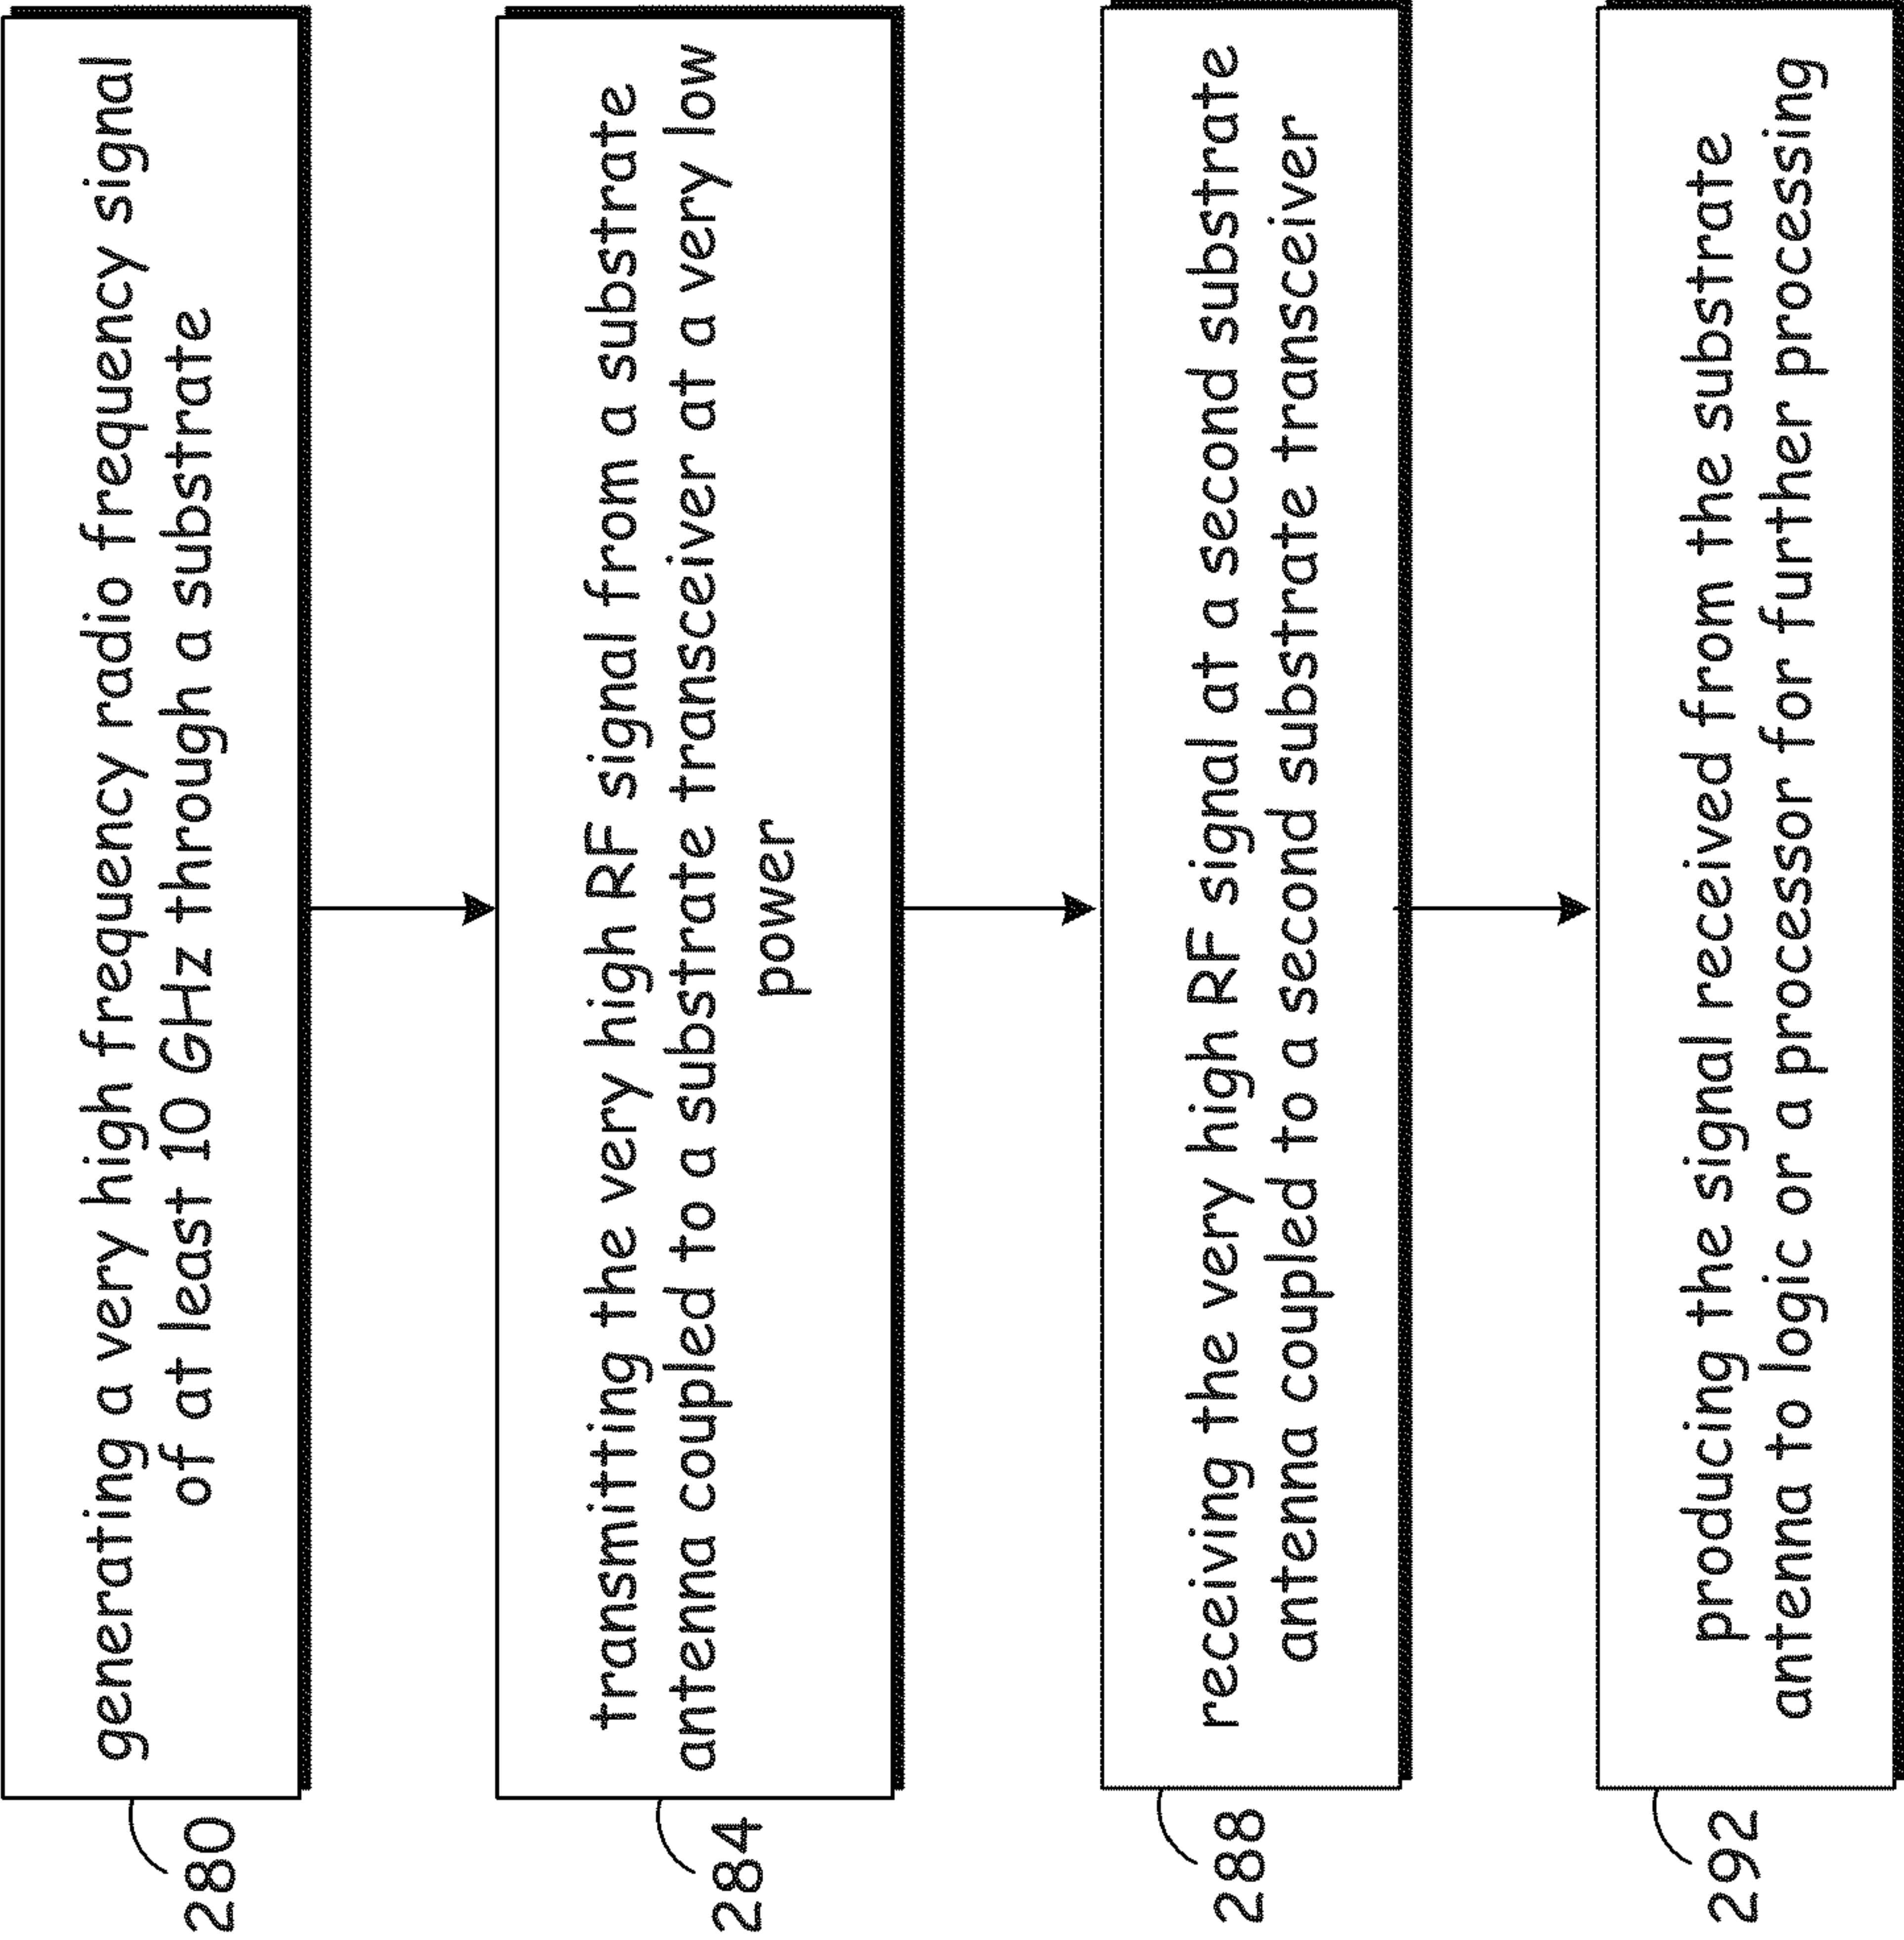 generating a very high frequency radio frequency signal
of at least 10 GHz through a substrate
280
transmitting the very high RF signal from a substrate
antenna coupled to a substrate transceiver at a very low
power
284
receiving the very high RF signal at a second substrate
antenna coupled to a second substrate transceiver
288
producing the signal received from the substrate
antenna to logic or a processor for further processing
292